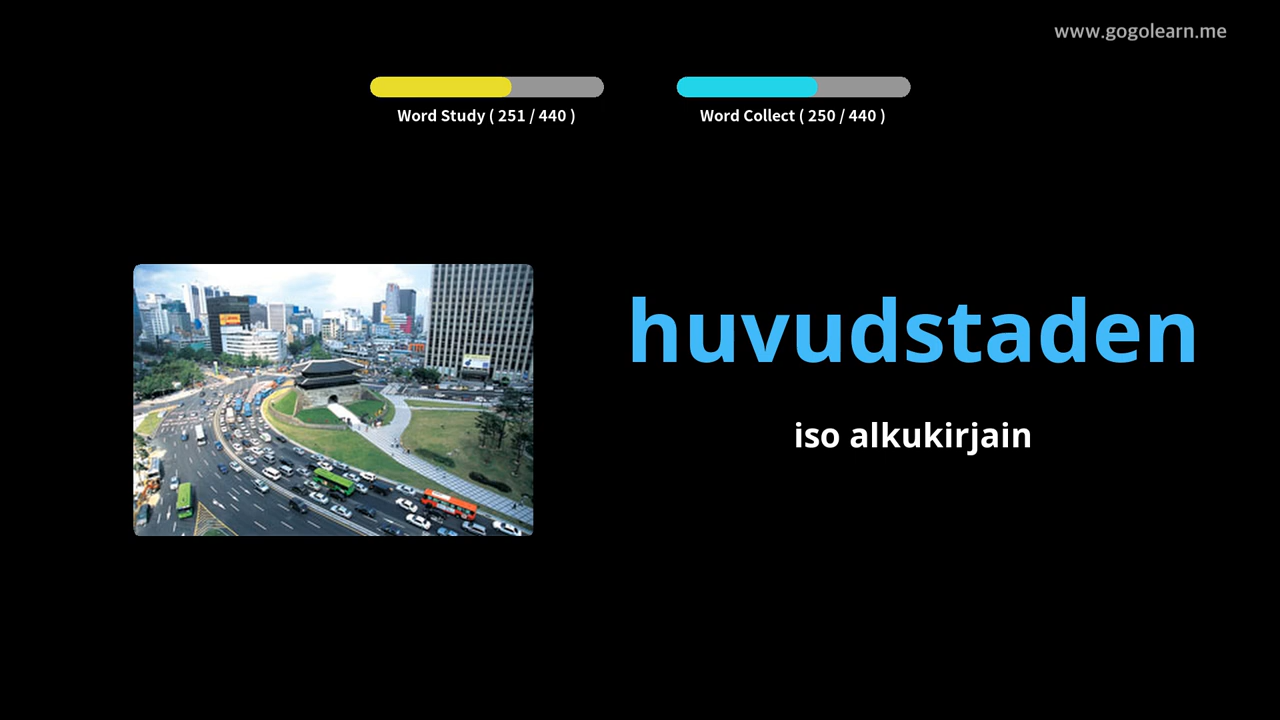 www.gogolearn.me
Word Study ( 251 / 440 )
Word Collect ( 250 / 440 )
huvudstaden
iso alkukirjain